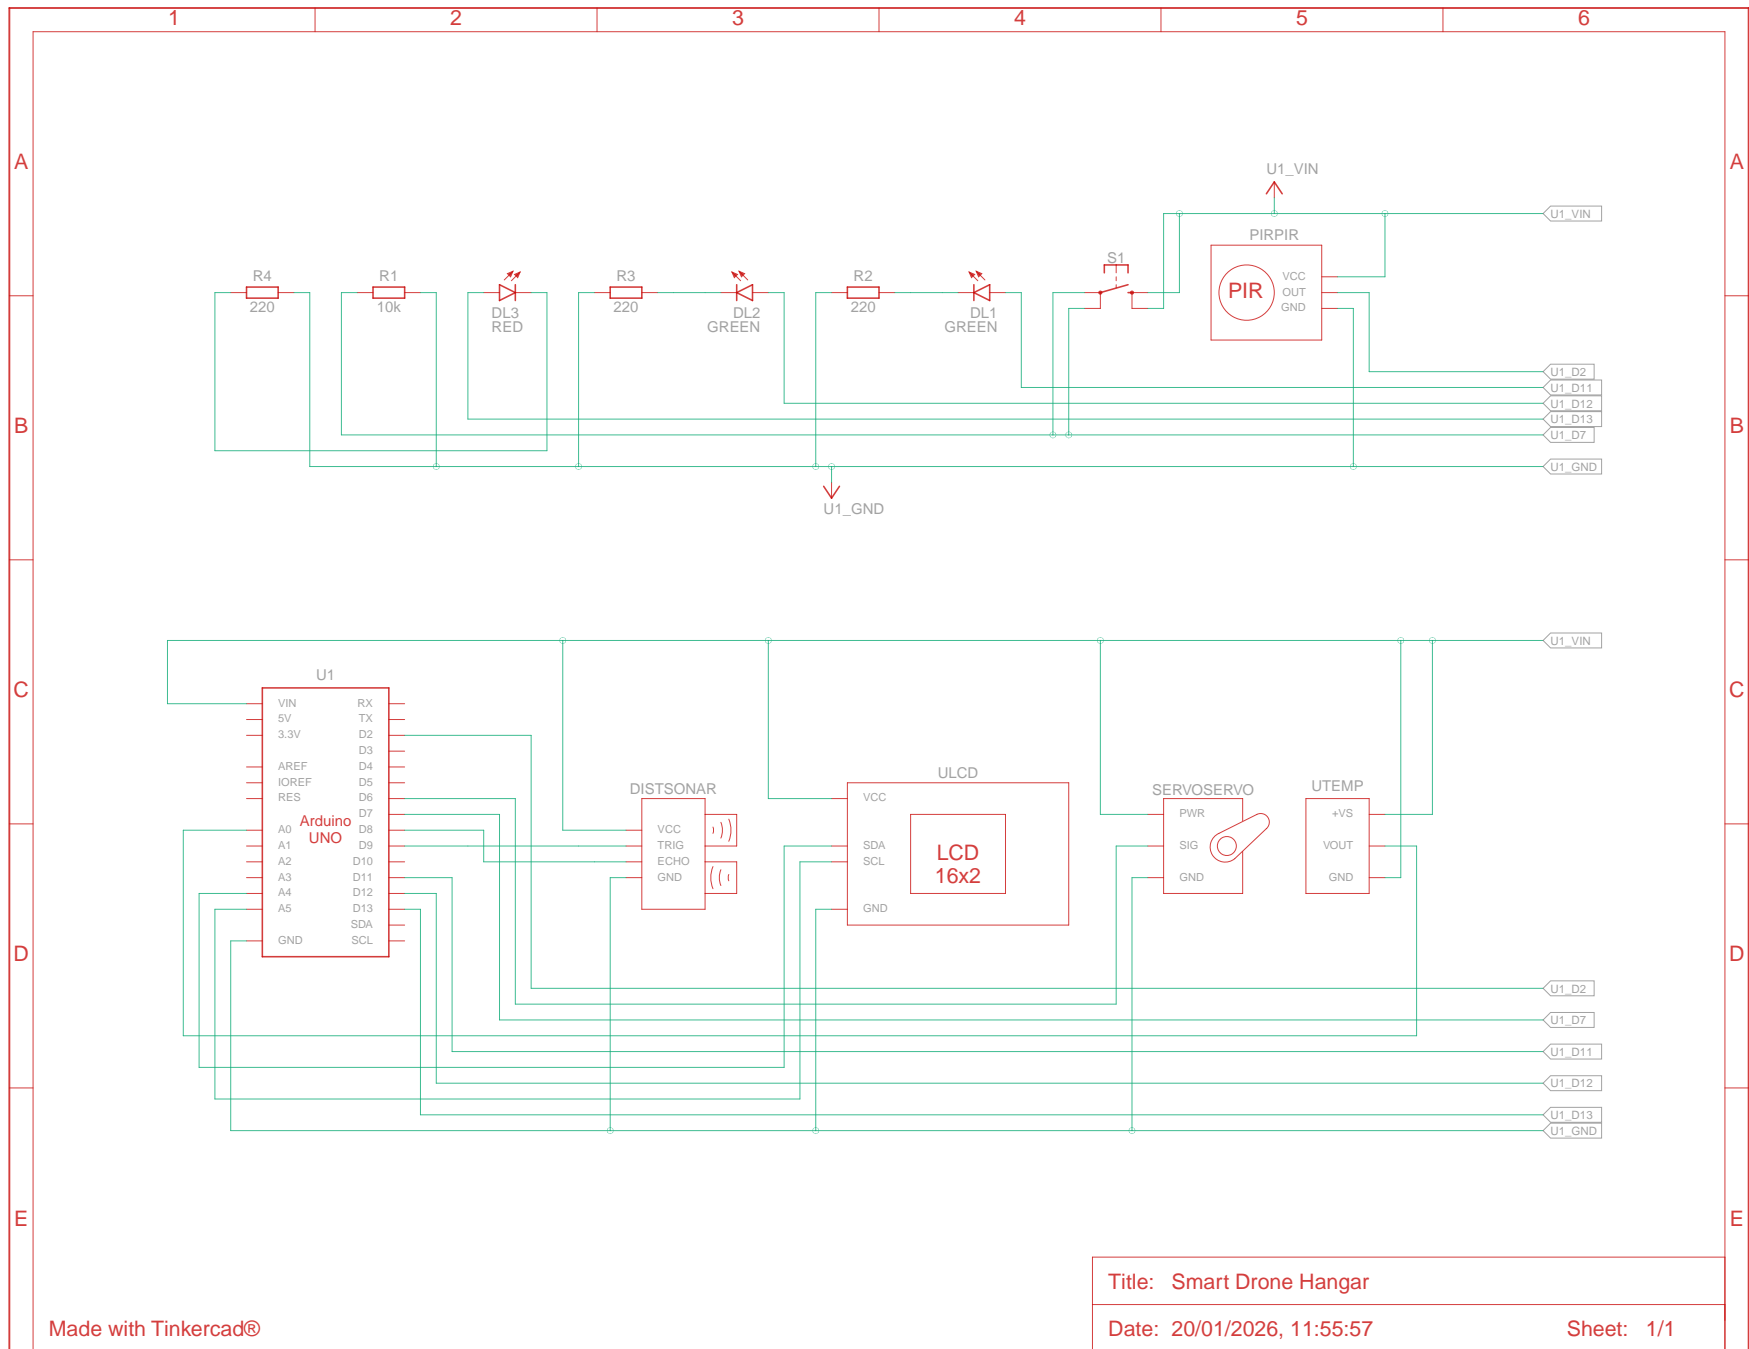 1 2 3 4 5 6
A A
U1_VIN
U1_VIN
PIRPIR
VCC
PIR OUT
GND
R4 R1 R3 R2 S1
220 10k DL3 220 DL2 220 DL1
RED GREEN GREEN
U1_D2
U1_D11
U1_D12
U1_D13
B B
U1_D7
U1_GND
U1_GND
U1_VIN
C C
U1
VIN RX
5V TX
3.3V D2
D3
AREF D4
IOREF D5
RES D6
D7
Arduino
UNO
A0 D8
A1 D9
A2 D10
A3 D11
A4 D12
A5 D13
SDA
GND SCL
DISTSONAR
VCC
TRIG
ECHO
GND
ULCD
VCC
SDA
SCL
GND
LCD
16x2
SERVOSERVO
PWR
SIG
GND
UTEMP
+VS
VOUT
GND
D D
U1_D2
U1_D7
U1_D11
U1_D12
U1_D13
U1_GND
E E
Title: Smart Drone Hangar
Made with Tinkercad®
Date: 20/01/2026, 11:55:57 Sheet: 1/1